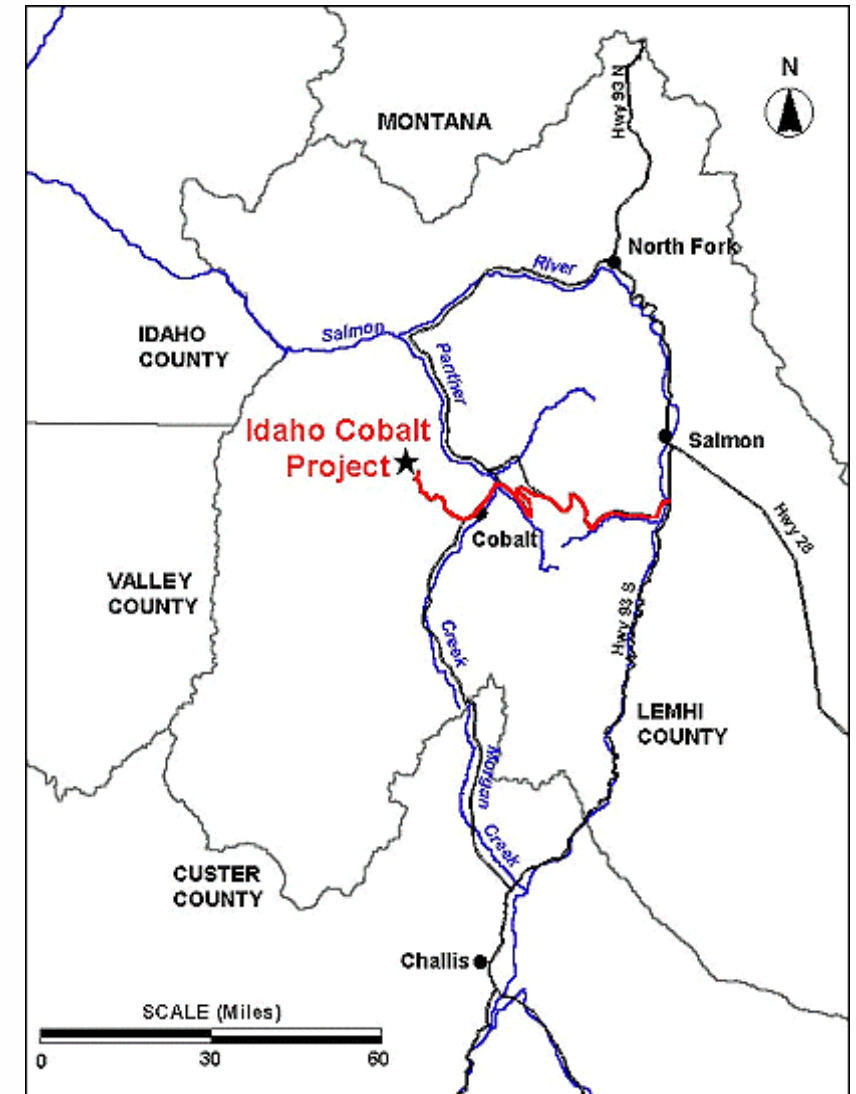 Hwy 93 N
N
MONTANA
North Fork
River
IDAHO
COUNTY
Salmon
Panther
Idaho Cobalt
Project
Salmon
Hwy 28
Cobalt
VALLEY
COUNTY
Creek
Hwy 93 S
LEMHI
COUNTY
Morgan
Creek
CUSTER
COUNTY
Challis
SCALE (Miles)
0
30
60